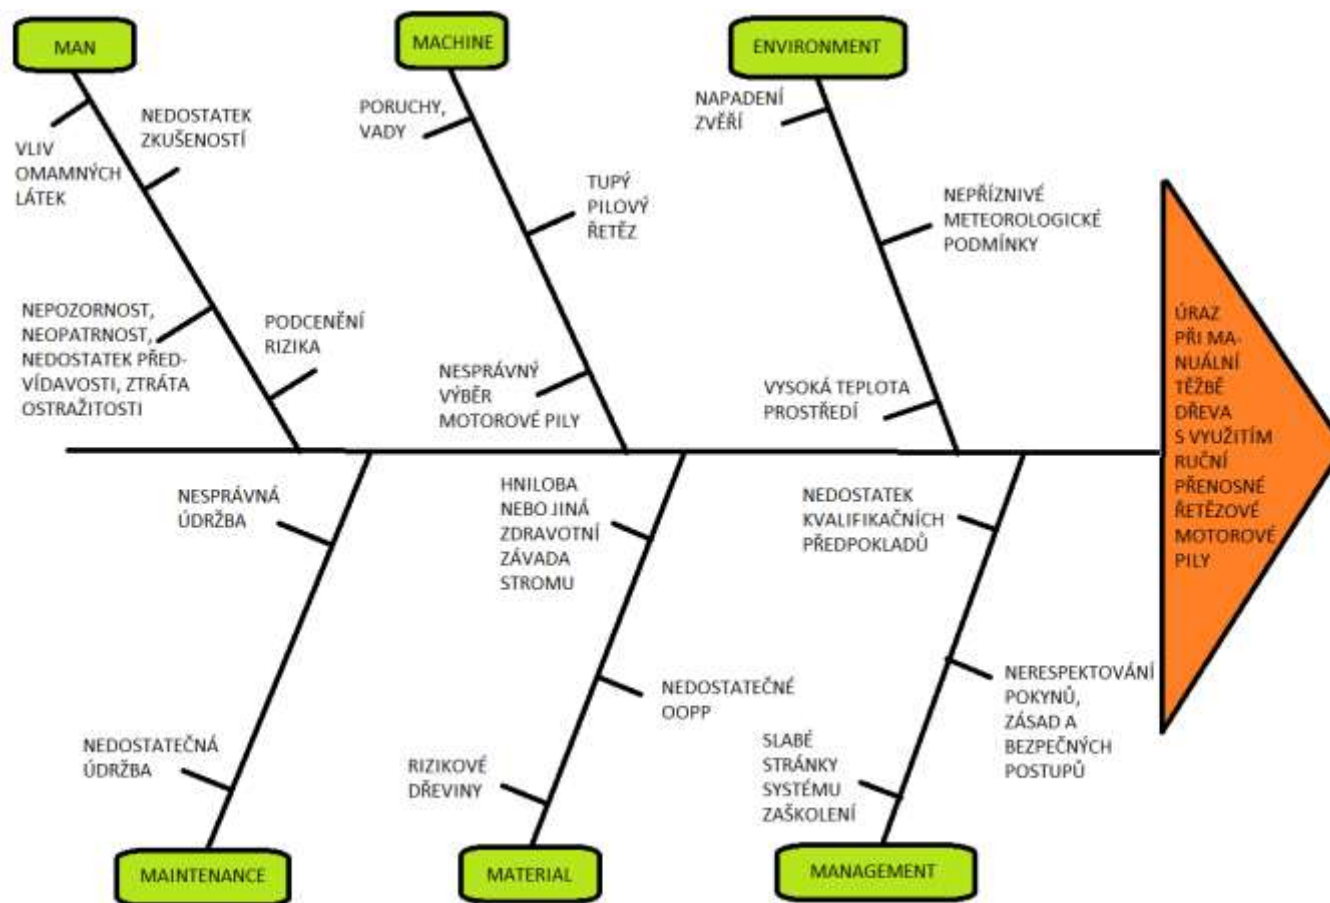 MAN
MACHINE
ENVIRONMENT
VLIV
OMAMNÝCH
LÁTEK
NEDOSTATEK
ZKUŠENOSTÍ
NEPOZORNOST,
NEOPATRNOST,
NEDOSTATEK PŘED-
VÍDAVOSTI, ZTRÁTA
OSTRAŽITOSTI
PODCENĚNÍ
RIZIKA
PORUCHY,
VADY
TUPÝ
PILOVÝ
ŘETĚZ
NESPRÁVNÝ
VÝBĚR
MOTOROVÉ PILY
NAPADENÍ
ZVĚŘÍ
NEPŘÍZNIVÉ
METEOROLOGICKÉ
PODMÍNKY
VYSOKÁ TEPLOTA
PROSTŘEDÍ
ÚRAZ
PŘI MA-
NUÁLNÍ
TĚŽBĚ
DŘEVA
S VYUŽITÍM
RUČNÍ
PŘENOSNÉ
ŘETĚZOVÉ
MOTOROVÉ
PILY
NESPRÁVNÁ
ÚDRŽBA
NEDOSTATEČNÁ
ÚDRŽBA
HNILOBA
NEBO JINÁ
ZDRAVOTNÍ
ZÁVADA
STROMU
NEDOSTATEČNÉ
OOPP
RIZIKOVÉ
DŘEVINY
NEDOSTATEK
KVALIFIKAČNÍCH
PŘEDPOKLADŮ
NERESPEKTOVÁNÍ
POKYNŮ,
ZÁSAD A
BEZPEČNÝCH
POSTUPŮ
SLABÉ
STRÁNKY
SYSTÉMU
ZAŠKOLENÍ
MAINTENANCE
MATERIAL
MANAGEMENT